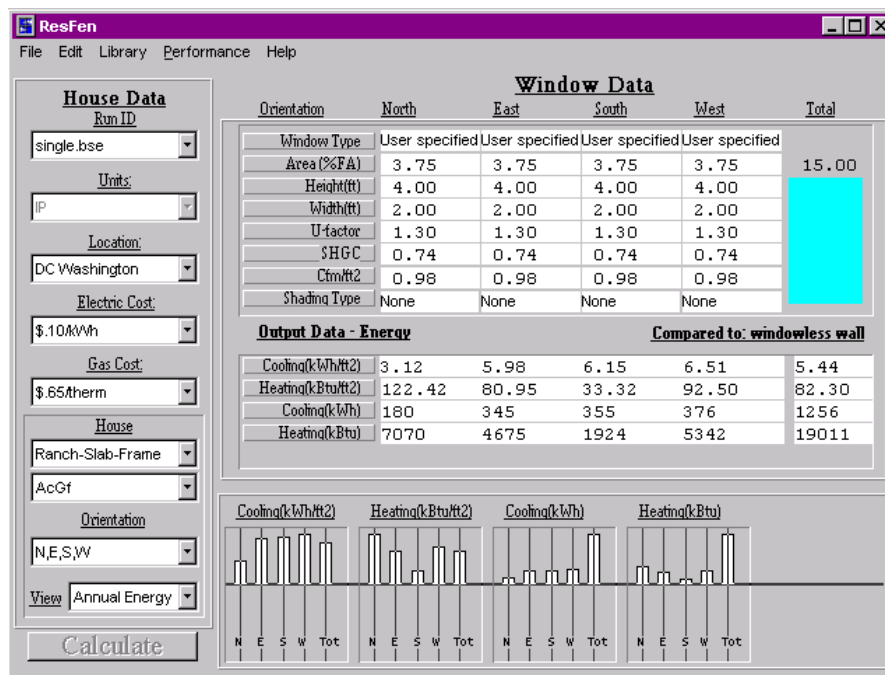 ResFen
File Edit Library Performance Help
House Data
Run ID
single.bse
Units:
IP
Location:
DC Washington
Electric Cost:
$.10/kWh
Gas Cost:
$.65/therm
House
Ranch-Slab-Frame
AcGf
Orientation
N,E,S,W
View Annual Energy
Calculate
Window Data
Orientation North East South West Total
Window Type User specified User specified User specified User specified
Area (%FA) 3.75 3.75 3.75 3.75 15.00
Height(ft) 4.00 4.00 4.00 4.00
Width(ft) 2.00 2.00 2.00 2.00
U-factor 1.30 1.30 1.30 1.30
SHGC 0.74 0.74 0.74 0.74
Cfm/ft2 0.98 0.98 0.98 0.98
Shading Type None None None None
Output Data - Energy Compared to: windowless wall
Cooling(kWh/ft2) 3.12 5.98 6.15 6.51 5.44
Heating(kBtu/ft2) 122.42 80.95 33.32 92.50 82.30
Cooling(kWh) 180 345 355 376 1256
Heating(kBtu) 7070 4675 1924 5342 19011
Cooling(kWh/ft2) Heating(kBtu/ft2) Cooling(kWh) Heating(kBtu)
N E S W Tot N E S W Tot N E S W Tot N E S W Tot